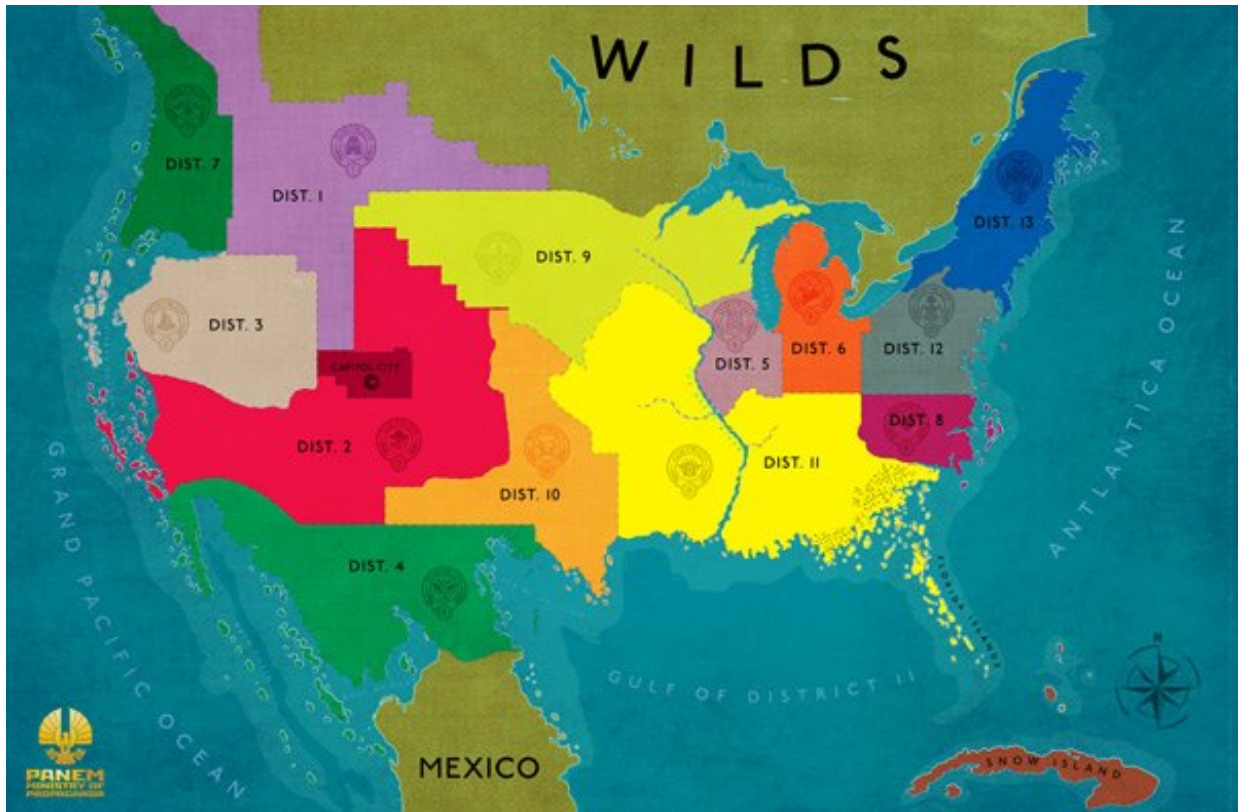 WILDS
DIST. 7
DIST. 1
DIST. 13
DIST. 9
DIST. 3
DIST. 5
DIST. 6
DIST. 12
CAPITOL CITY
©
DIST. 8
DIST. 2
DIST. 11
DIST. 10
DIST. 4
GRAND PACIFIC OCEAN
ANTLANTICA OCEAN
FLORIDA ISLANDS
GULF OF DISTRICT 11
N
MEXICO
SNOW ISLAND
PANEM
MINISTRY OF
PROPAGANDA